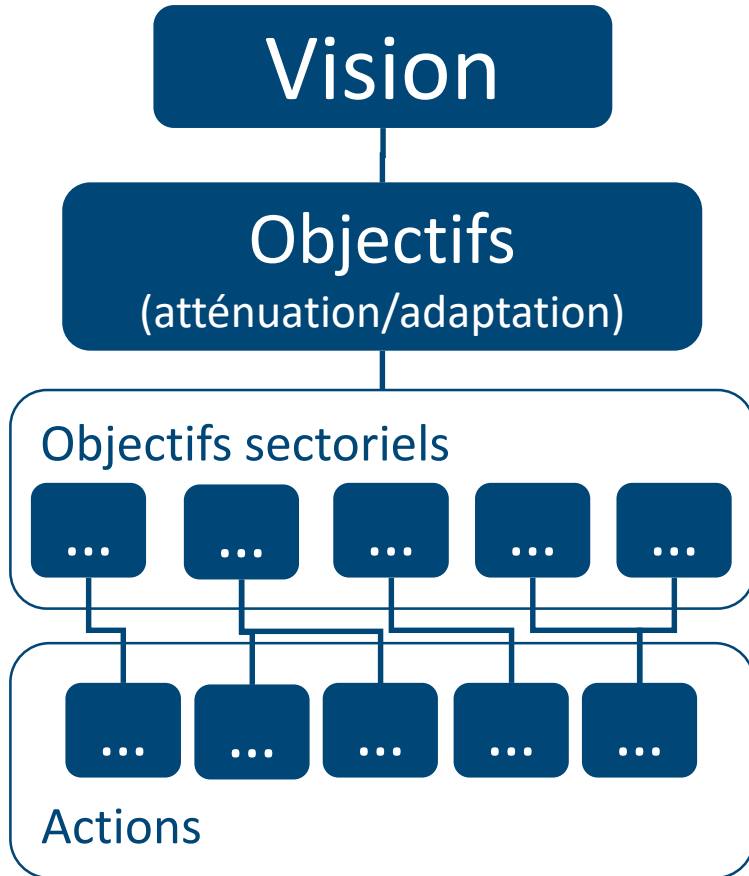 Vision
Objectifs
(atténuation/adaptation)
Objectifs sectoriels
... ... ... ... ...
... ... ... ... ...
Actions